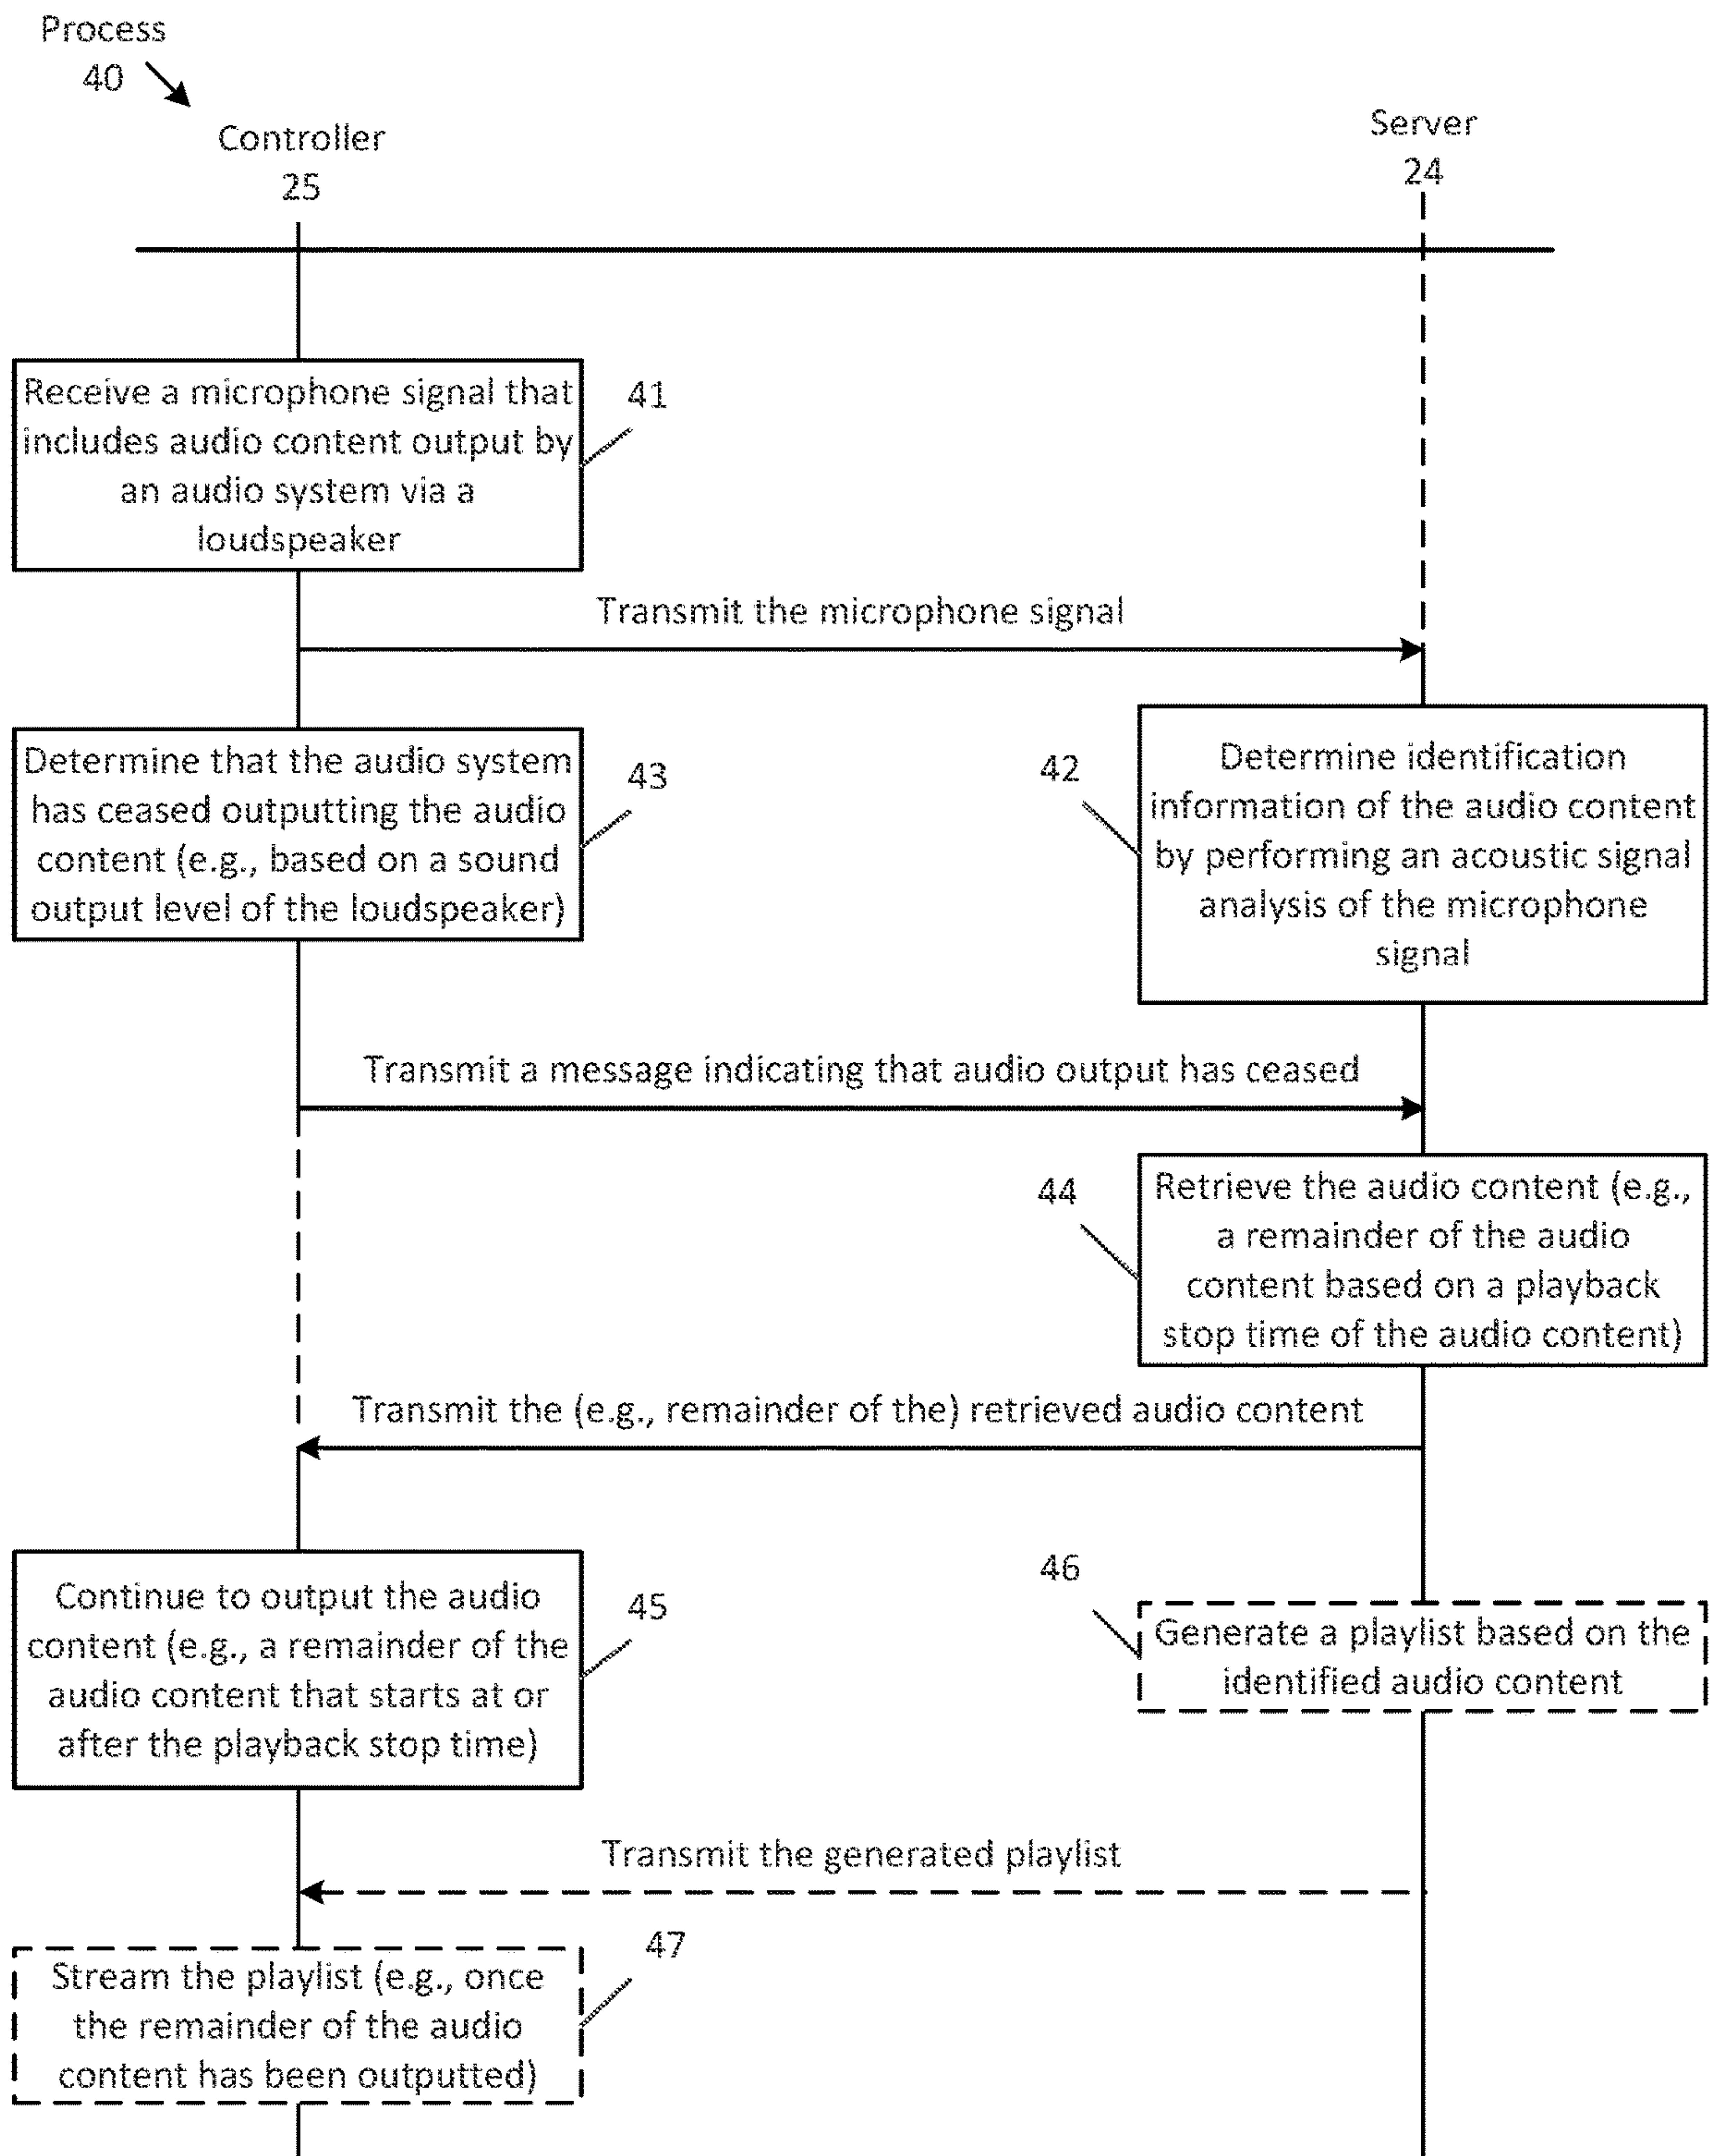 Process
40
Controller
25
Server
24
Receive a microphone signal that
includes audio content output by
an audio system via a
loudspeaker
41
Transmit the microphone signal
Determine that the audio system
has ceased outputting the audio
content (e.g., based on a sound
output level of the loudspeaker)
43
42
Determine identification
information of the audio content
by performing an acoustic signal
analysis of the microphone
signal
Transmit a message indicating that audio output has ceased
44
Retrieve the audio content (e.g.,
a remainder of the audio
content based on a playback
stop time of the audio content)
Transmit the (e.g., remainder of the) retrieved audio content
Continue to output the audio
content (e.g., a remainder of the
audio content that starts at or
after the playback stop time)
45
46
Generate a playlist based on the
identified audio content
Transmit the generated playlist
Stream the playlist (e.g., once
the remainder of the audio
content has been outputted)
47